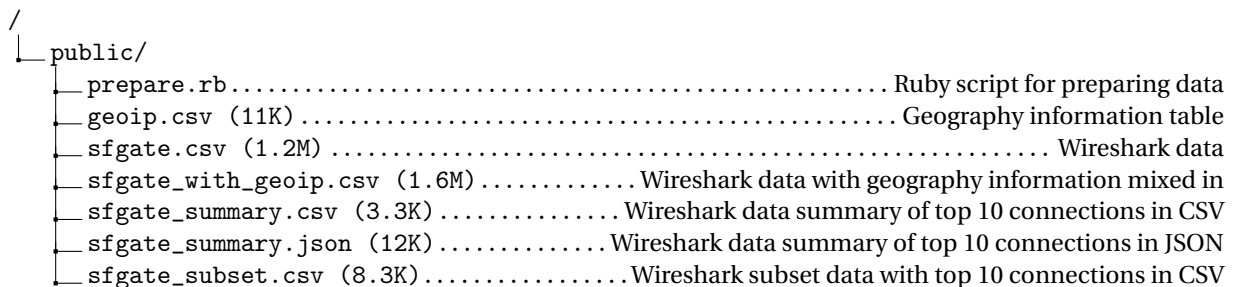 /
public/
prepare.rb........................................................Ruby script for preparing data
geoip.csv (11K)..................................................Geography information table
sfgate.csv (1.2M)............................................................Wireshark data
sfgate_with_geoip.csv (1.6M).............Wireshark data with geography information mixed in
sfgate_summary.csv (3.3K)...............Wireshark data summary of top 10 connections in CSV
sfgate_summary.json (12K)..............Wireshark data summary of top 10 connections in JSON
sfgate_subset.csv (8.3K).................Wireshark subset data with top 10 connections in CSV